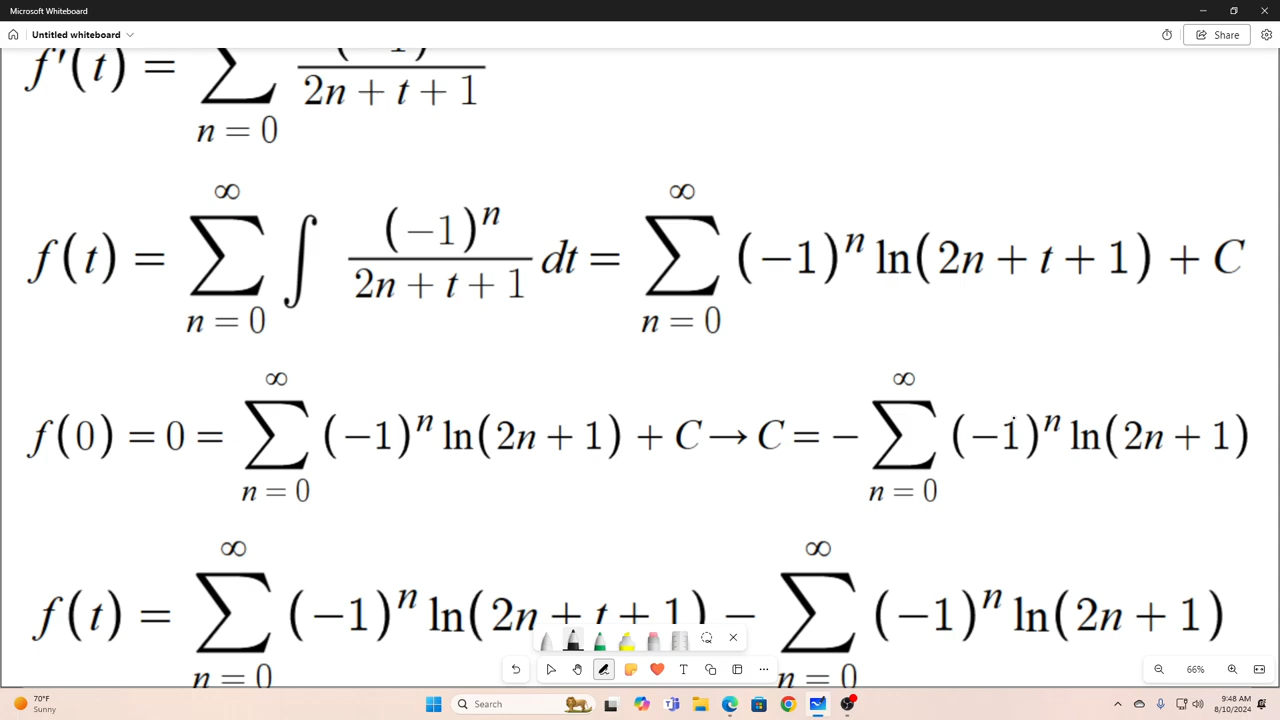 Microsoft Whiteboard
Untitled whiteboard
Share
f'(t) = ∑ n = 0 (−1) / 2n + t + 1
f(t) = ∑ n = 0 ∞ ∫ (−1)^n / 2n + t + 1 dt = ∑ n = 0 ∞ (−1)^n ln(2n + t + 1) + C
f(0) = 0 = ∑ n = 0 ∞ (−1)^n ln(2n + 1) + C → C = − ∑ n = 0 ∞ (−1)^n ln(2n + 1)
f(t) = ∑ n = 0 ∞ (−1)^n ln(2n + t + 1) − ∑ n = 0 ∞ (−1)^n ln(2n + 1)
66%
70°F
Sunny
Search
9:48 AM
8/10/2024